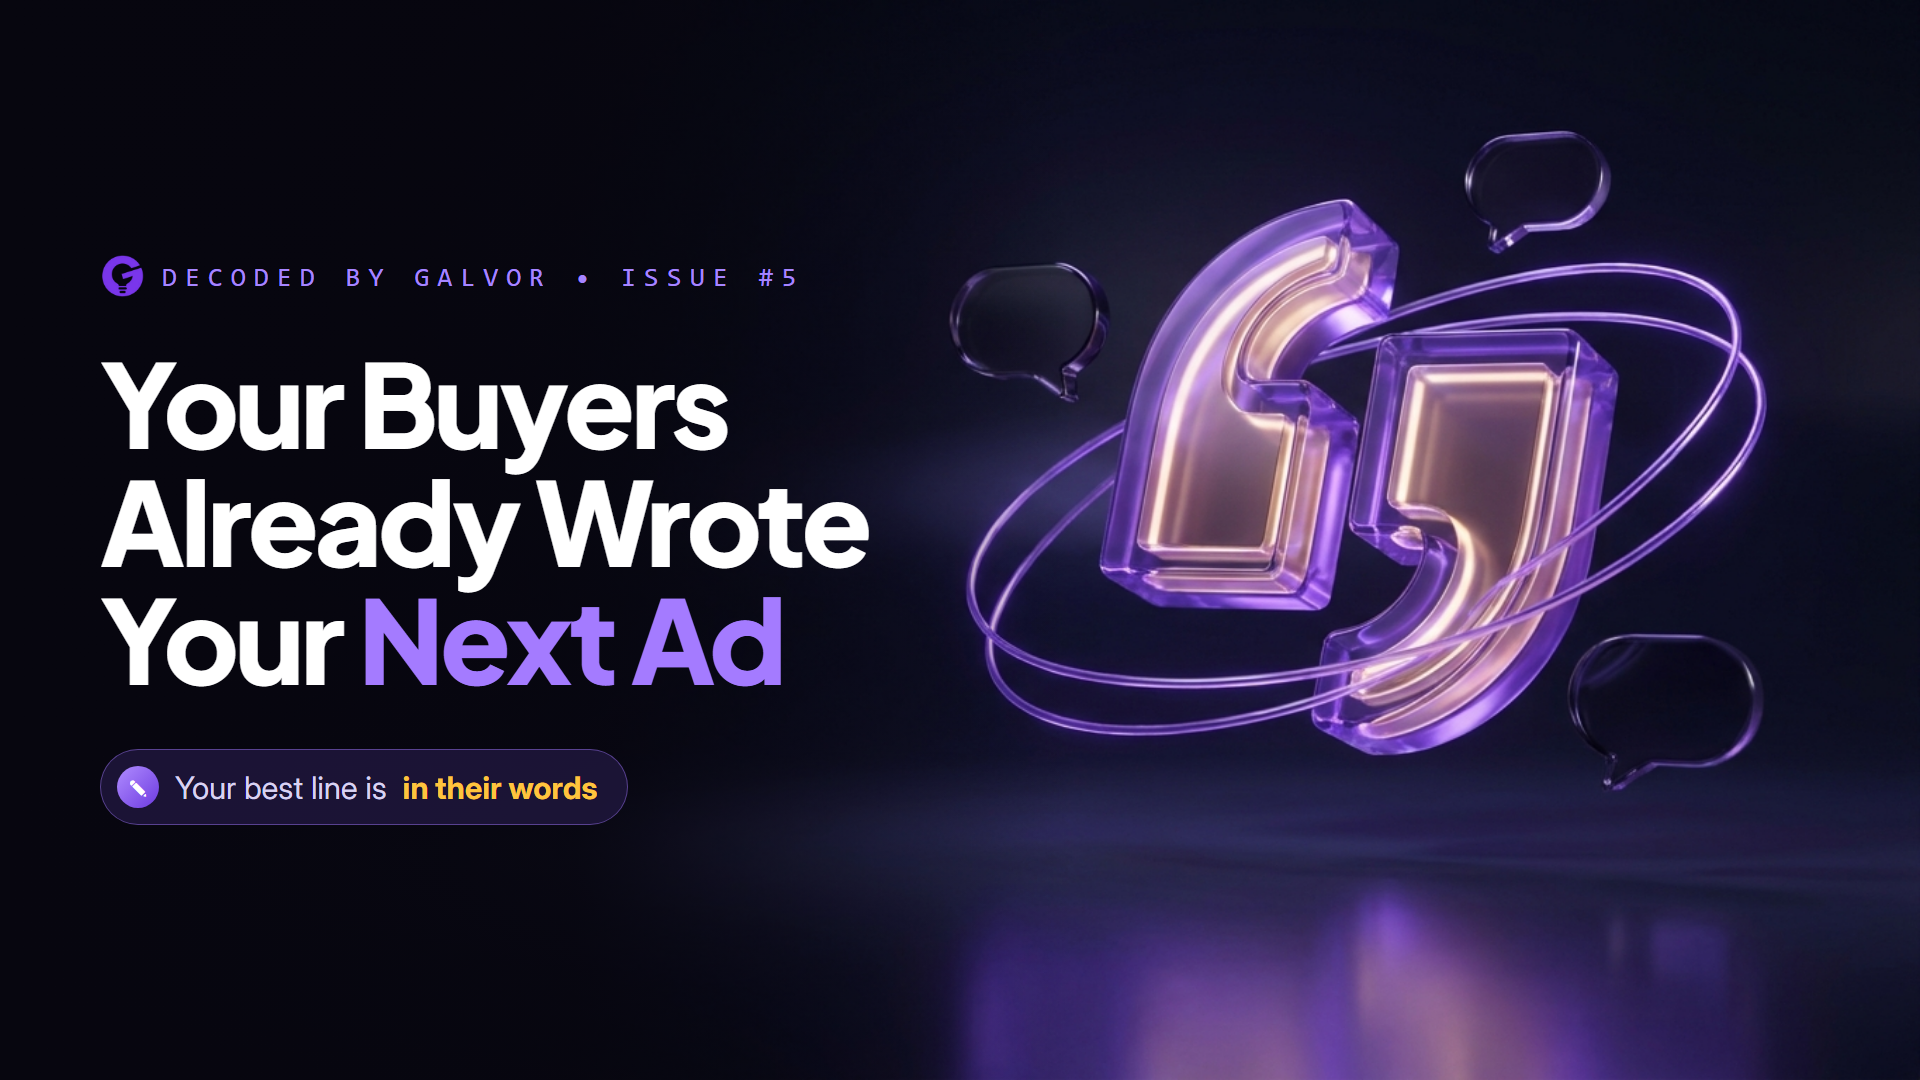 DECODED BY GALVOR • ISSUE #5
Your Buyers
Already Wrote
Your Next Ad
Your best line is in their words